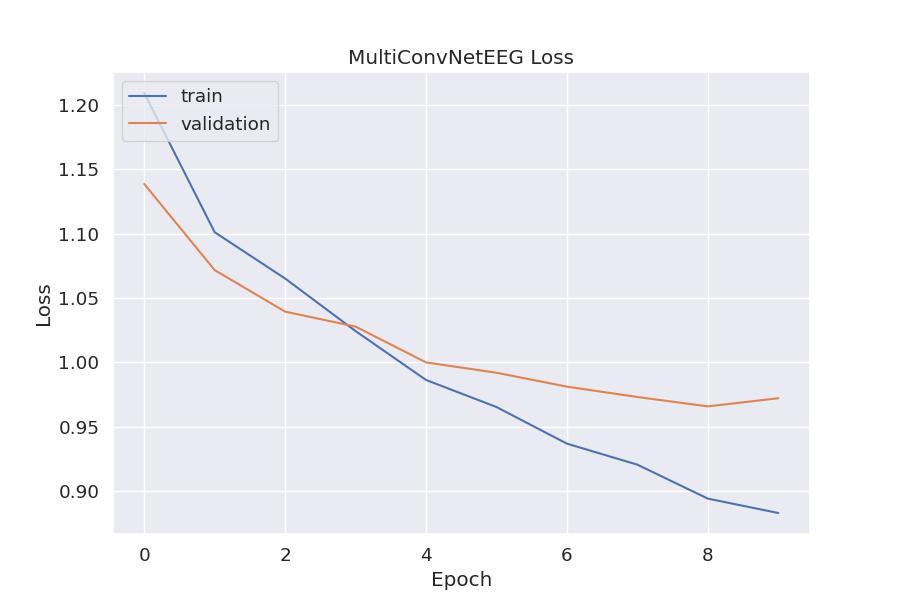 MultiConvNetEEG Loss
train
validation
1.20
1.15
1.10
1.05
1.00
0.95
0.90
Loss
0 2 4 6 8
Epoch